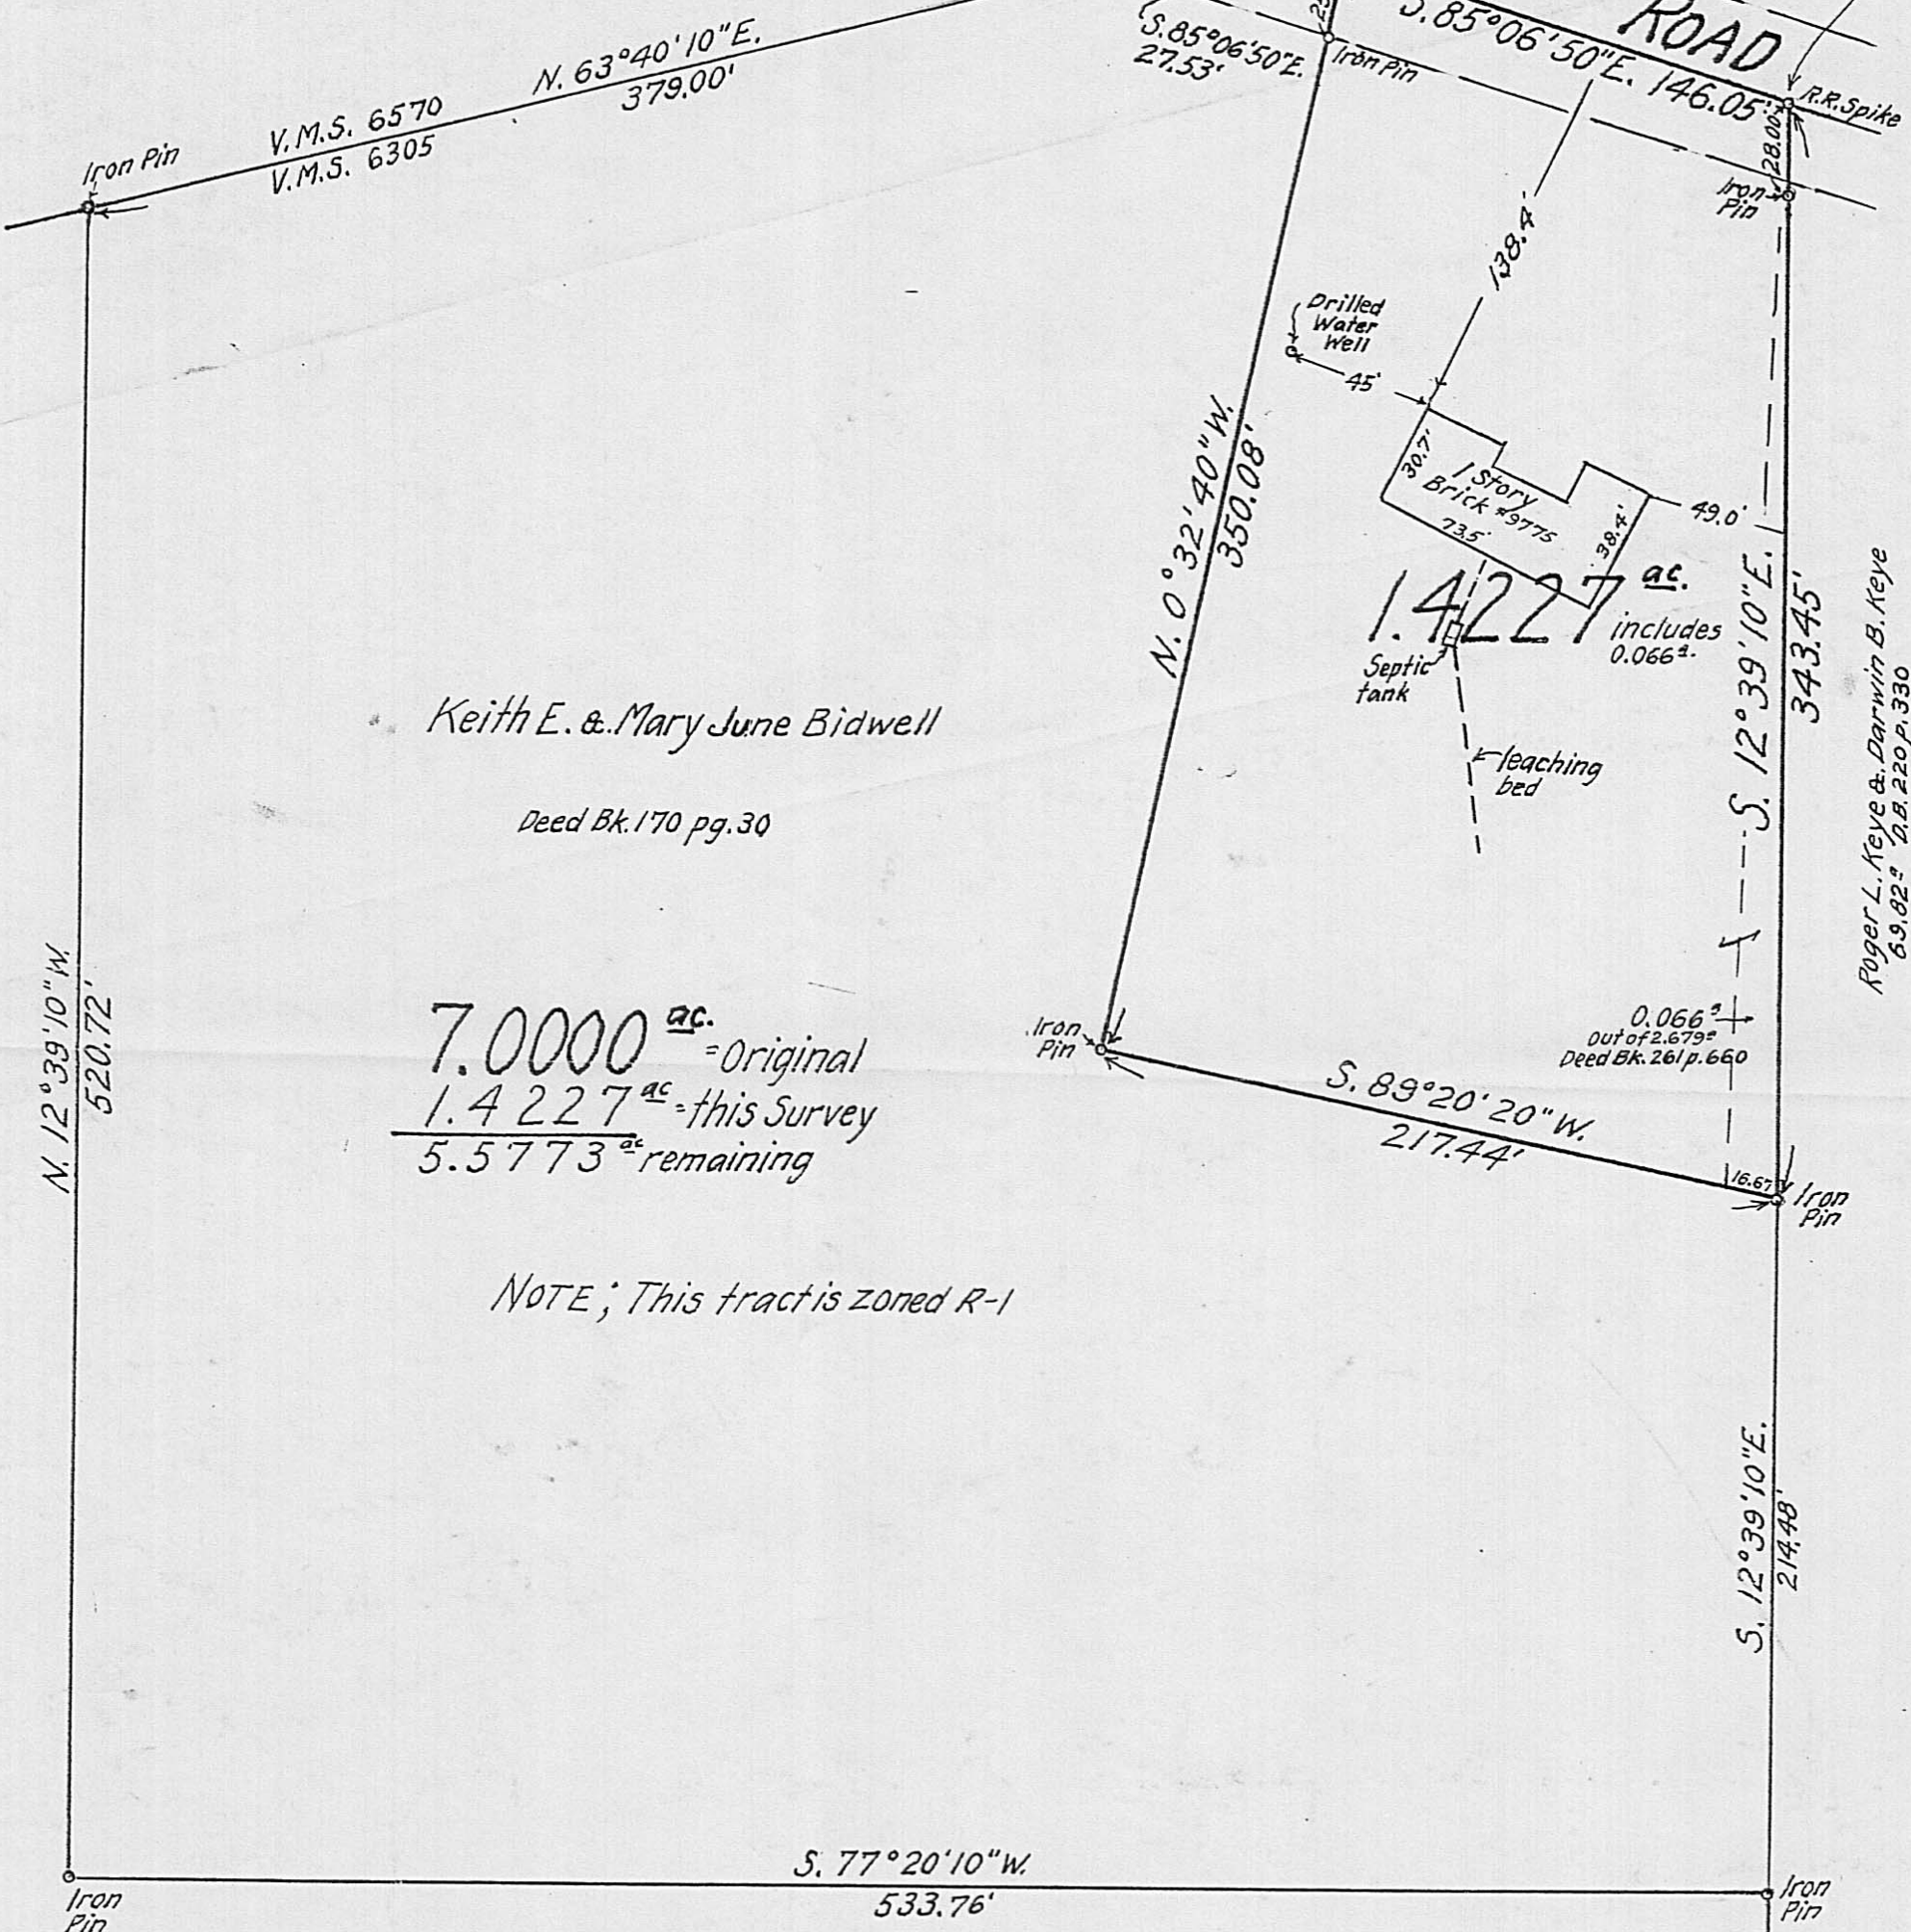 N. 63°40'10"E.
379.00'
V.M.S. 6570
V.M.S. 6305
Iron Pin
S.85°06'50"E.
27.53'
Iron Pin
ROAD
S.85°06'50"E. 146.05'
R.R.Spike
28.00'
Iron
Pin
138.4'
Drilled
Water
Well
45'
N. 0°32'40"W.
350.08'
30.7'
1 Story
Brick #9775
73.5'
38.4'
49.0'
1.4227 ac.
includes
0.066a.
Septic
tank
leaching
bed
S. 12°39'10"E.
343.45'
Roger L. Keye & Darwin B. Keye
69.82a D.B. 220 p. 330
Keith E. & Mary June Bidwell
Deed Bk. 170 pg. 30
N. 12°39'10"W.
520.72'
7.0000 ac. = Original
1.4227 ac = this Survey
5.5773 ac remaining
Iron
Pin
0.066a
Out of 2.679a
Deed Bk. 261 p. 660
S. 89°20'20"W.
217.44'
16.67'
Iron
Pin
NOTE; This tract is zoned R-1
S. 12°39'10"E.
214.48'
S. 77°20'10"W.
533.76'
Iron
Pin
Iron
Pin